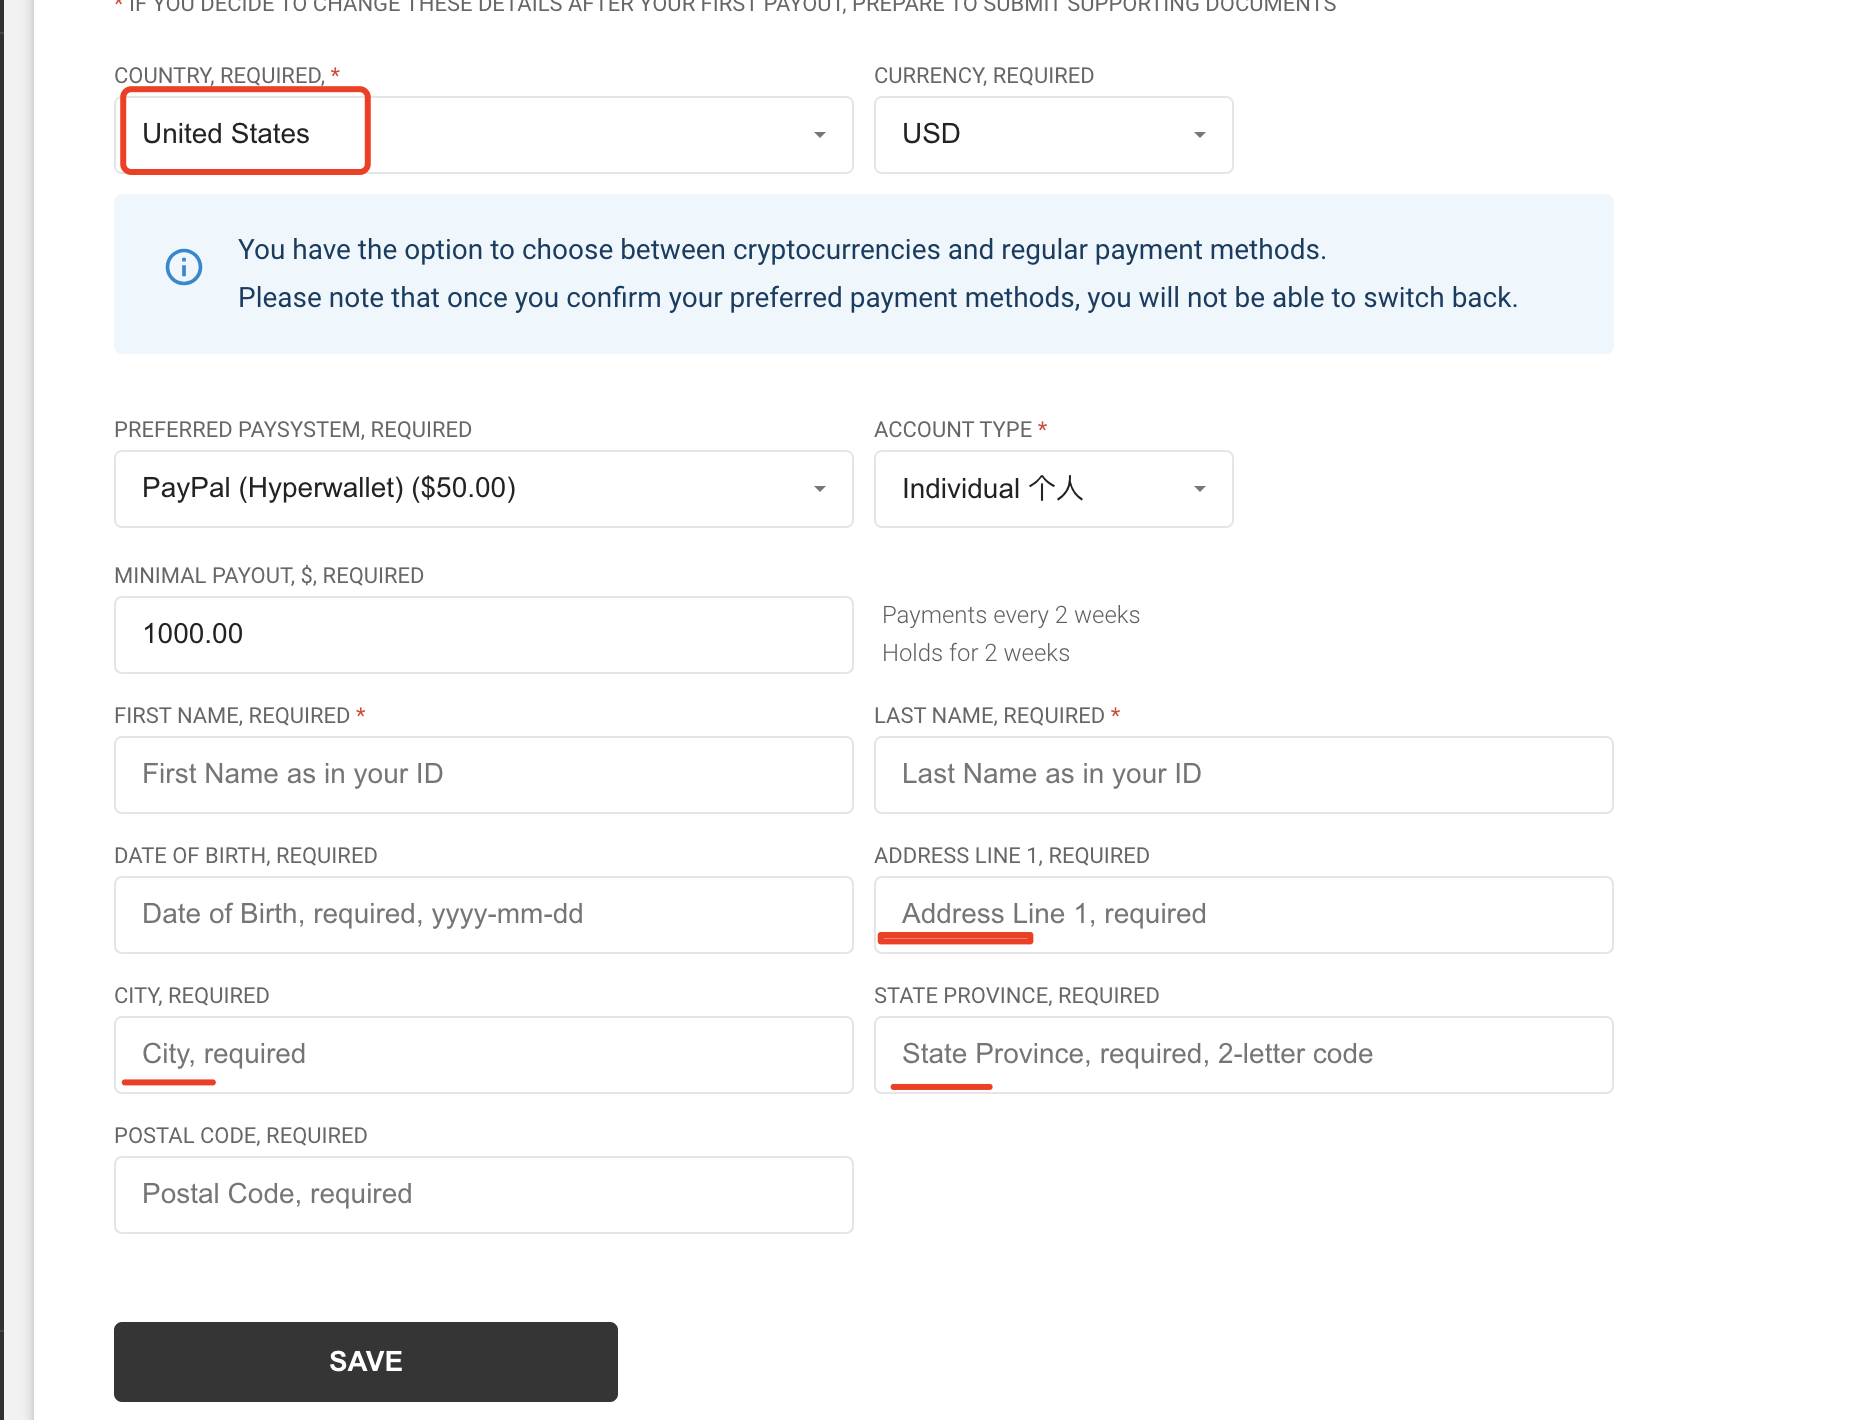 * IF YOU DECIDE TO CHANGE THESE DETAILS AFTER YOUR FIRST PAYOUT, PREPARE TO SUBMIT SUPPORTING DOCUMENTS
COUNTRY, REQUIRED, *
CURRENCY, REQUIRED
United States
USD
You have the option to choose between cryptocurrencies and regular payment methods.
Please note that once you confirm your preferred payment methods, you will not be able to switch back.
PREFERRED PAYSYSTEM, REQUIRED
ACCOUNT TYPE *
PayPal (Hyperwallet) ($50.00)
Individual 个人
MINIMAL PAYOUT, $, REQUIRED
1000.00
Payments every 2 weeks
Holds for 2 weeks
FIRST NAME, REQUIRED *
LAST NAME, REQUIRED *
First Name as in your ID
Last Name as in your ID
DATE OF BIRTH, REQUIRED
ADDRESS LINE 1, REQUIRED
Date of Birth, required, yyyy-mm-dd
Address Line 1, required
CITY, REQUIRED
STATE PROVINCE, REQUIRED
City, required
State Province, required, 2-letter code
POSTAL CODE, REQUIRED
Postal Code, required
SAVE